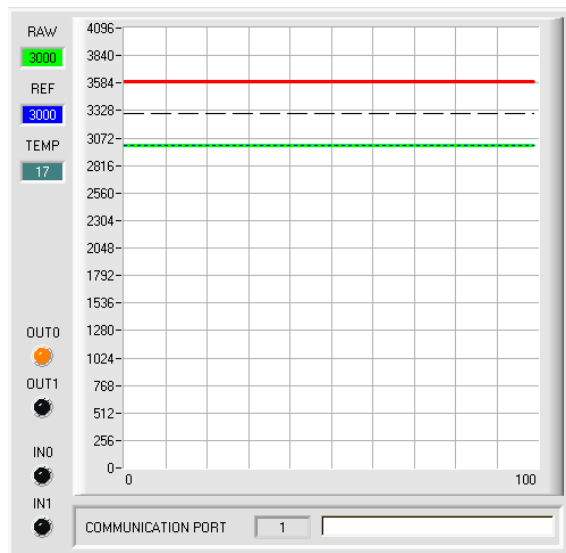 RAW
3000
REF
3000
TEMP
17
OUT0
OUT1
IN0
IN1
4096
3840
3584
3328
3072
2816
2560
2304
2048
1792
1536
1280
1024
768
512
256
0
0 100
COMMUNICATION PORT 1